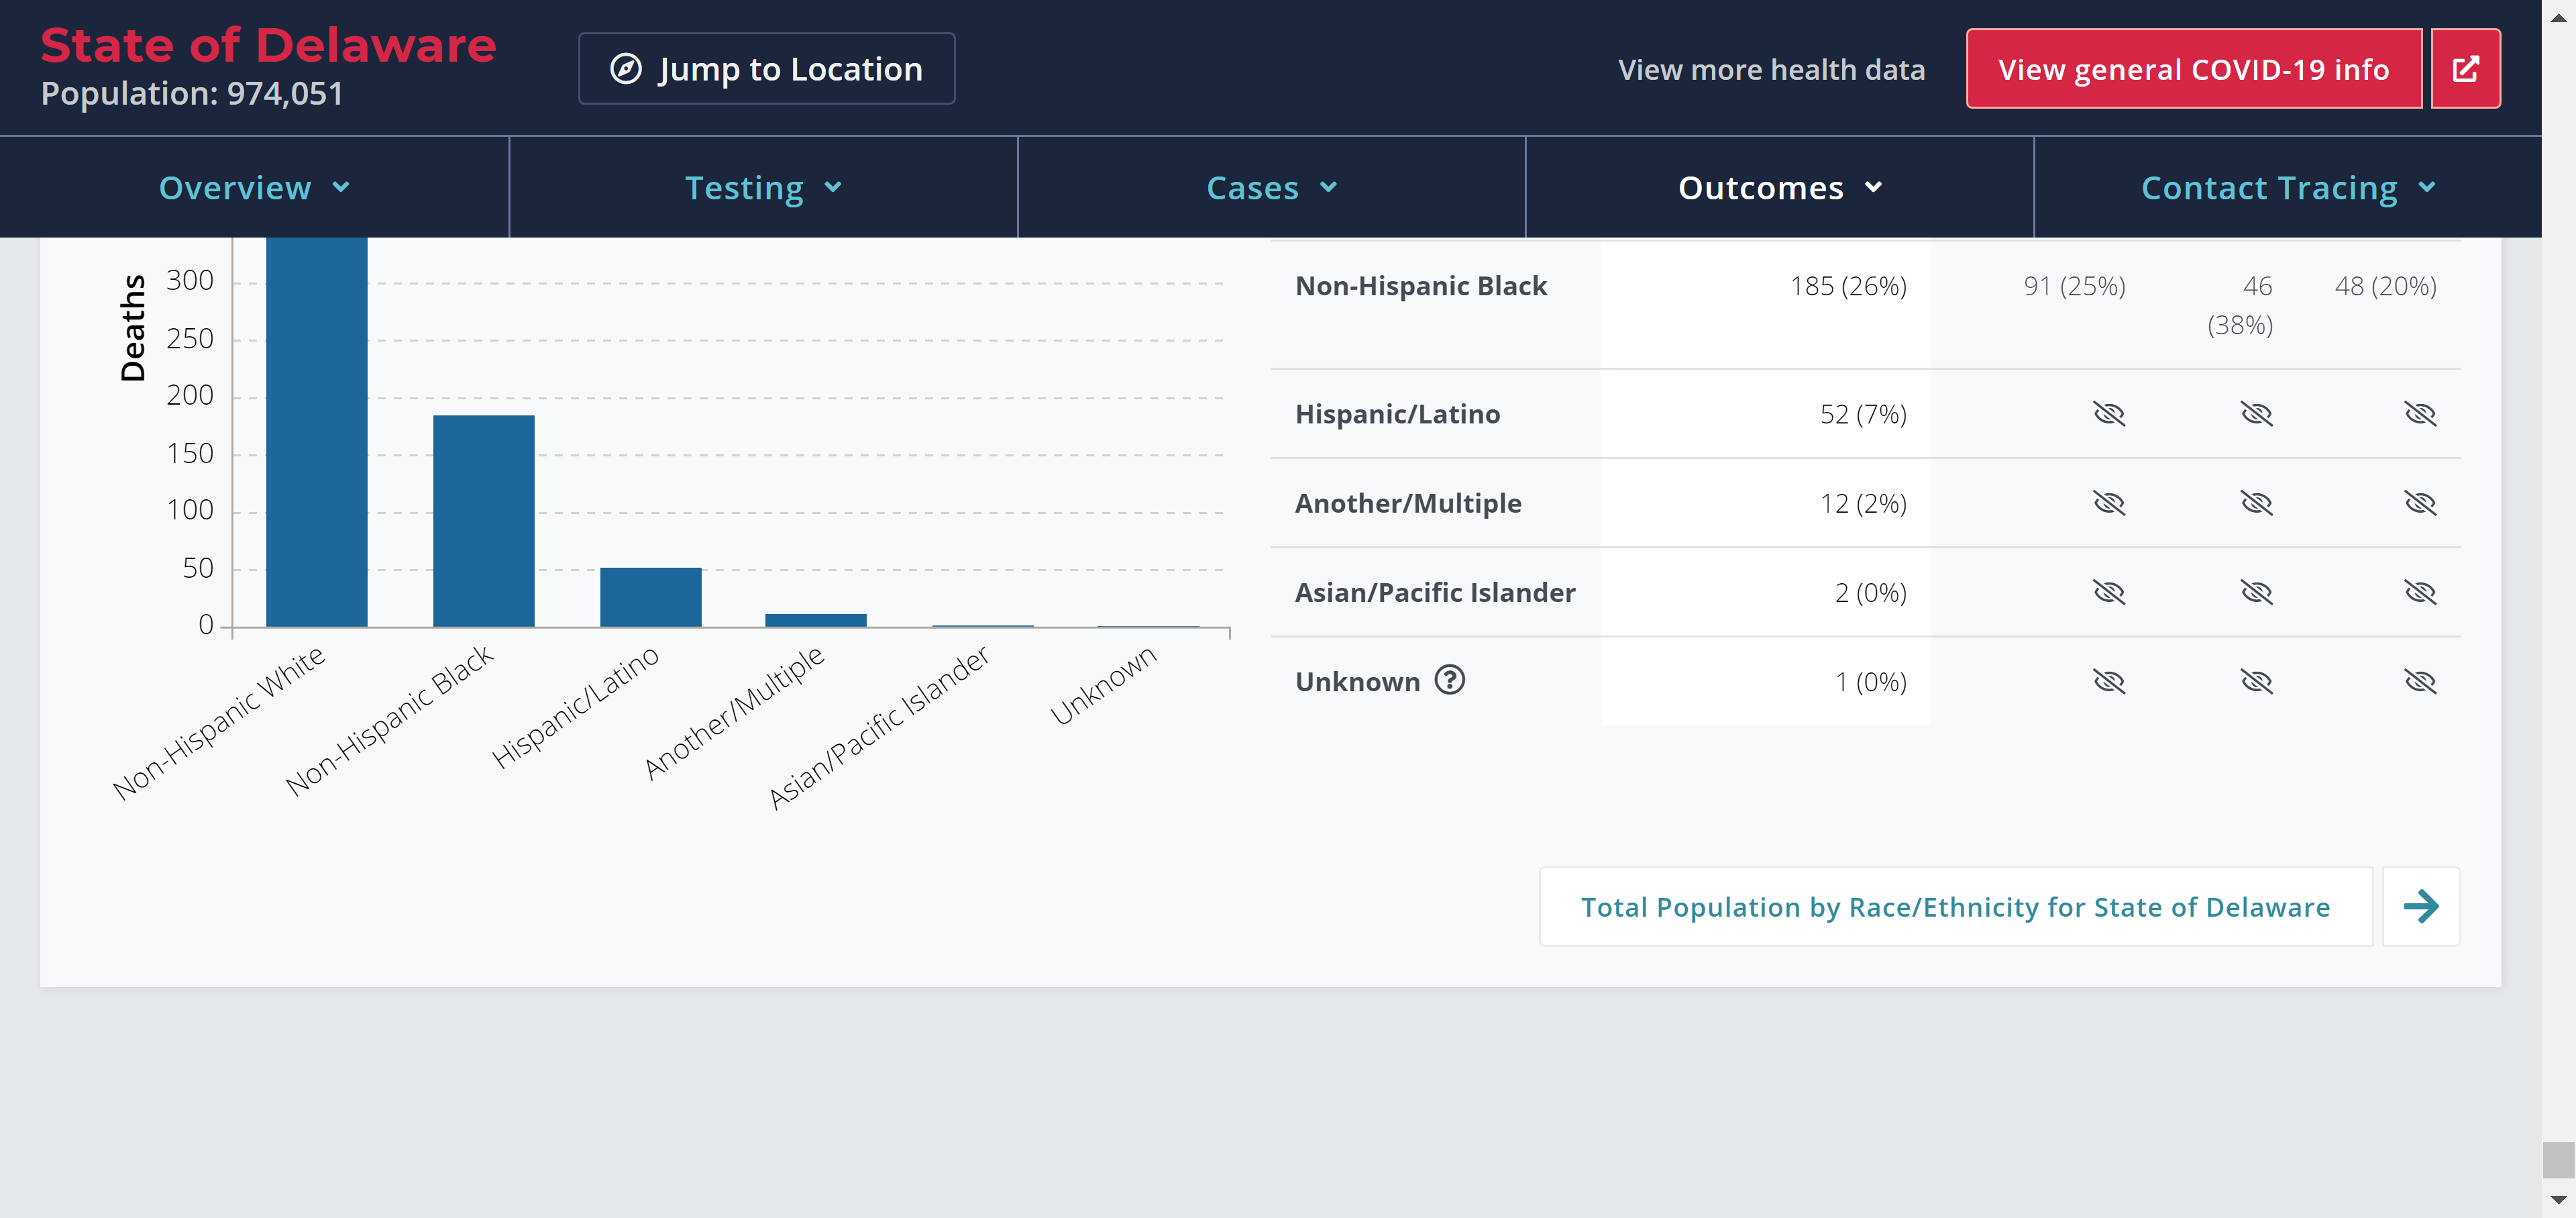 State of Delaware
Population: 974,051
Jump to Location
View more health data
View general COVID-19 info
Overview
Testing
Cases
Outcomes
Contact Tracing
Deaths
300
250
200
150
100
50
0
Non-Hispanic White
Non-Hispanic Black
Hispanic/Latino
Another/Multiple
Asian/Pacific Islander
Unknown
Non-Hispanic Black 185 (26%) 91 (25%) 46 48 (20%)
(38%)
Hispanic/Latino 52 (7%)
Another/Multiple 12 (2%)
Asian/Pacific Islander 2 (0%)
Unknown ? 1 (0%)
Total Population by Race/Ethnicity for State of Delaware